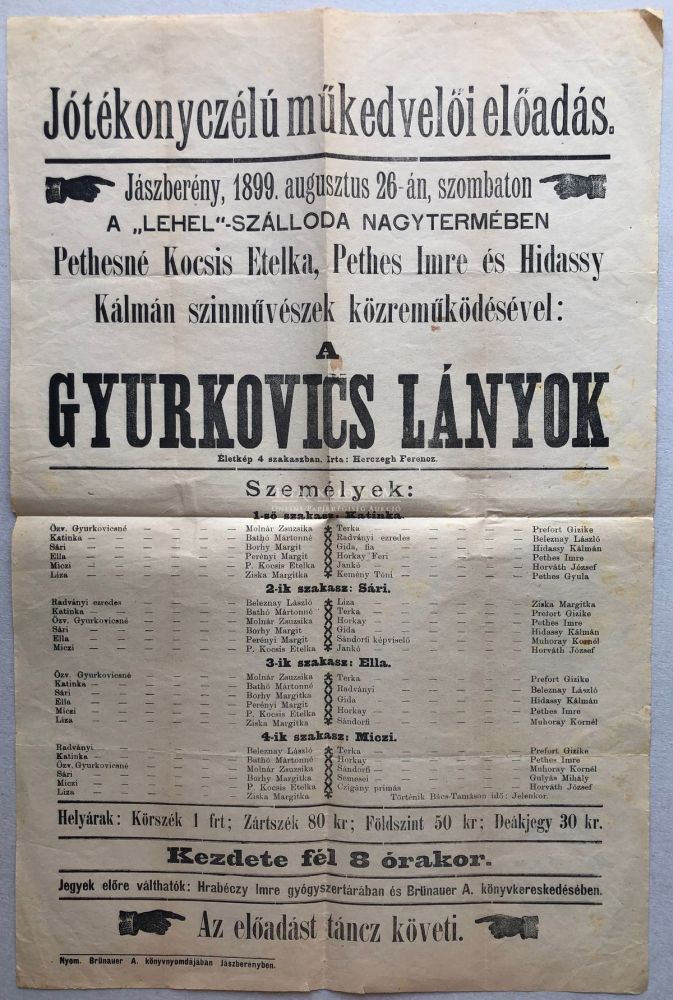 Jótékonyczélú műkedvelői előadás.
Jászberény, 1899. augusztus 26-án, szombaton
A „LEHEL"-SZÁLLODA NAGYTERMÉBEN
Pethesné Kocsis Etelka, Pethes Imre és Hidassy
Kálmán szinművészek közreműködésével:
A
GYURKOVICS LÁNYOK
Életkép 4 szakaszban. Irta: Herczegh Ferencz.
Személyek:
1-ső szakasz: Katinka.
Özv. Gyurkovicsné — — — Molnár Zsuzsika Terka — — — Prefort Gizike
Katinka — — — Bathó Mártonné Radványi ezredes — — — Beleznay László
Sári — — — Borhy Margit Gida, fia — — — Hidassy Kálmán
Ella — — — Perényi Margit Horkay Feri — — — Pethes Imre
Miczi — — — P. Kocsis Etelka Jankó — — — Horváth József
Liza — — — Ziska Margitka Kemény Tóni — — — Pethes Gyula
2-ik szakasz: Sári.
Radványi ezredes — — — Beleznay László Liza — — — Ziska Margitka
Katinka — — — Bathó Mártonné Terka — — — Prefort Gizike
Özv. Gyurkovicsné — — — Molnár Zsuzsika Horkay — — — Pethes Imre
Sári — — — Borhy Margit Gida — — — Hidassy Kálmán
Ella — — — Perényi Margit Sándorfi képviselő — — — Muhoray Kornél
Miczi — — — P. Kocsis Etelka Jankó — — — Horváth József
3-ik szakasz: Ella.
Özv. Gyurkovicsné — — — Molnár Zsuzsika Terka — — — Prefort Gizike
Katinka — — — Bathó Mártonné Radványi — — — Beleznay László
Sári — — — Borhy Margitka Gida — — — Hidassy Kálmán
Ella — — — Perényi Margit Horkay — — — Pethes Imre
Miczi — — — P. Kocsis Etelka Sándorfi — — — Muhoray Kornél
Liza — — — Ziska Margitka
4-ik szakasz: Miczi.
Radványi — — — Beleznay László Terka — — — Prefort Gizike
Katinka — — — Bathó Mártonné Horkay — — — Pethes Imre
Özv. Gyurkovicsné — — — Molnár Zsuzsika Sándorfi — — — Muhoray Kornél
Sári — — — Borhy Margitka Semesei — — — Gulyás Mihály
Miczi — — — P. Kocsis Etelka Czigány primás — — — Horváth József
Liza — — — Ziska Margitka Történik Bács-Tamáson idő: Jelenkor.
Helyárak: Körszék 1 frt; Zártszék 80 kr; Földszint 50 kr; Deákjegy 30 kr.
Kezdete fél 8 órakor.
Jegyek előre válthatók: Hrabéczy Imre gyógyszertárában és Brünauer A. könyvkereskedésében.
Az előadást táncz követi.
Nyom. Brünauer A. könyvnyomdájában Jászberényben.